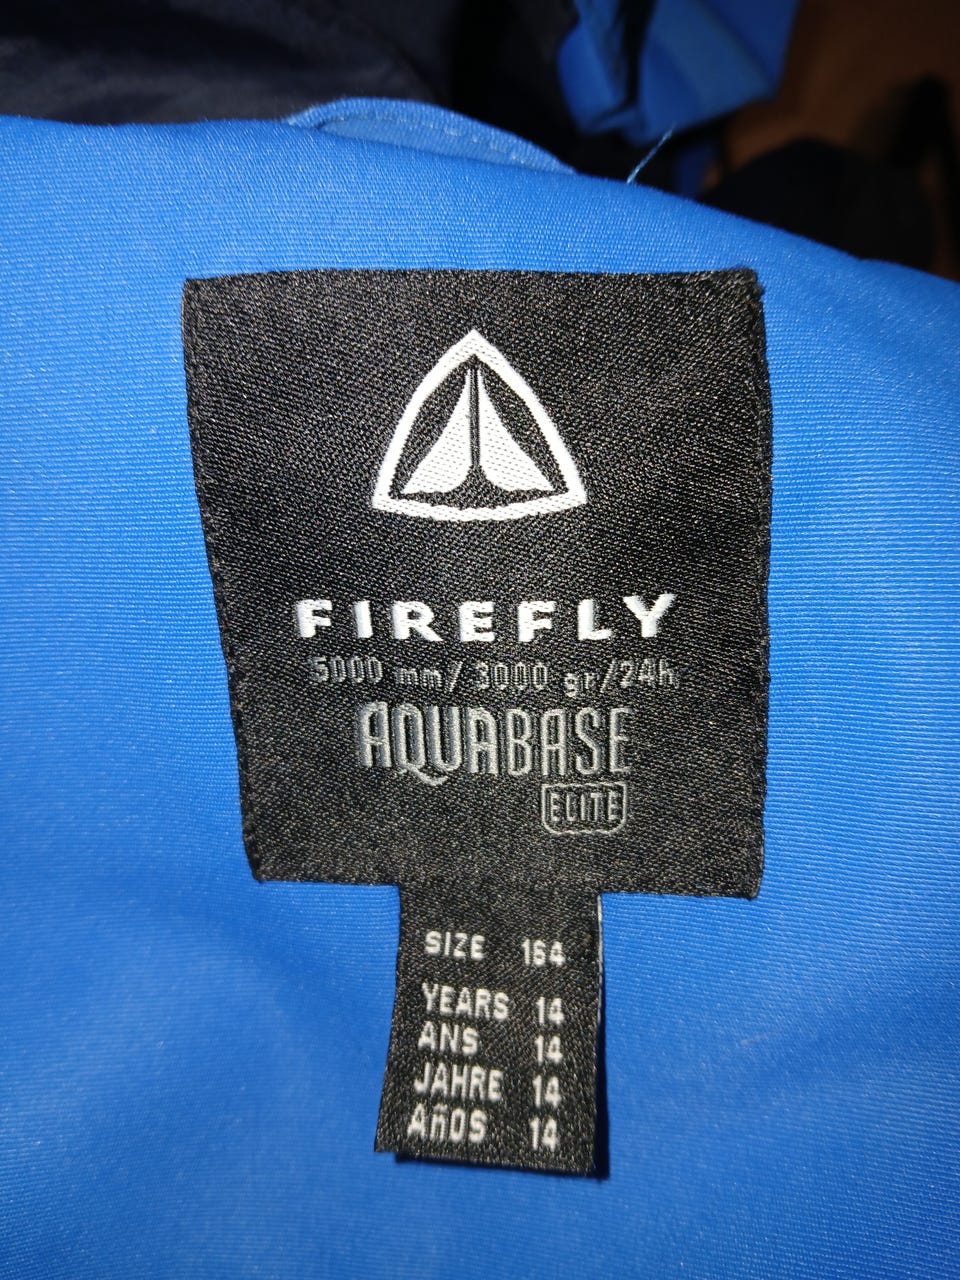 FIREFLY
5000 mm/3000 gr/24h
AQUABASE
ELITE
SIZE 164
YEARS 14
ANS 14
JAHRE 14
AñOS 14